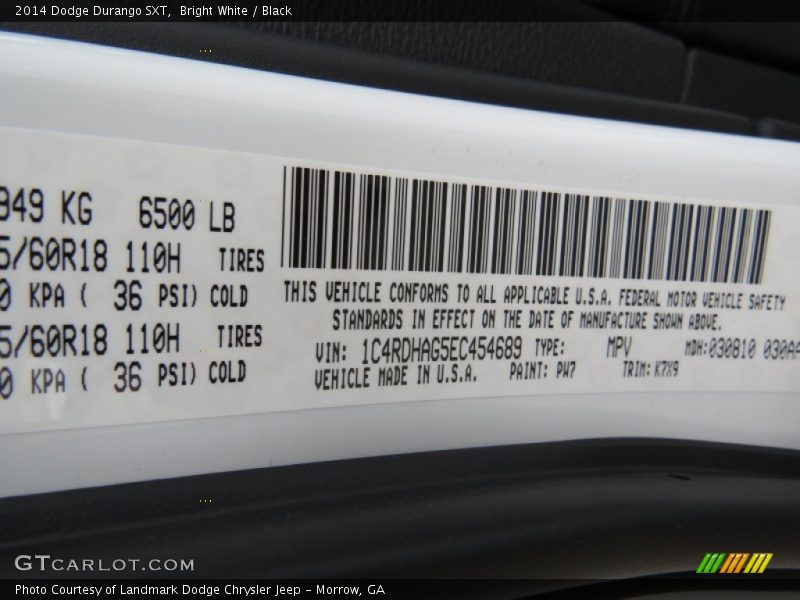 2014 Dodge Durango SXT, Bright White / Black
949 KG 6500 LB
5/60R18 110H TIRES
0 KPA ( 36 PSI) COLD
5/60R18 110H TIRES
0 KPA ( 36 PSI) COLD
THIS VEHICLE CONFORMS TO ALL APPLICABLE U.S.A. FEDERAL MOTOR VEHICLE SAFETY
STANDARDS IN EFFECT ON THE DATE OF MANUFACTURE SHOWN ABOVE.
VIN: 1C4RDHAG5EC454689 TYPE: MPV MDH:030810 030AA
VEHICLE MADE IN U.S.A. PAINT: PW7 TRIM: K7X9
GTCARLOT.COM
Photo Courtesy of Landmark Dodge Chrysler Jeep – Morrow, GA